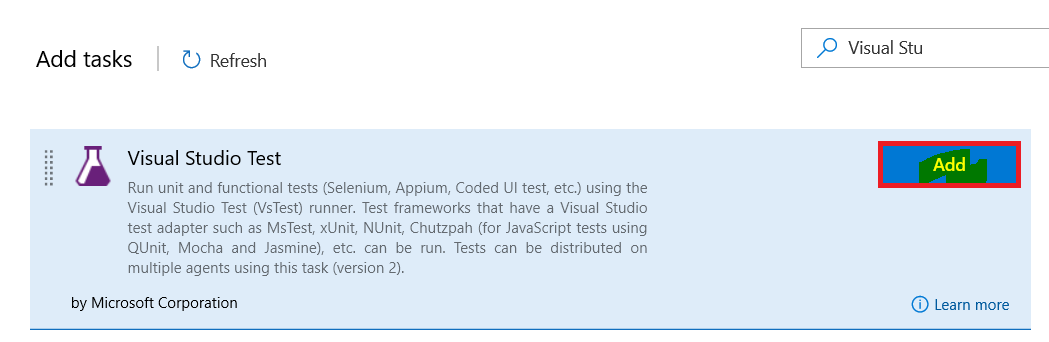 Add tasks
Refresh
Visual Stu
Visual Studio Test
Add
Run unit and functional tests (Selenium, Appium, Coded UI test, etc.) using the
Visual Studio Test (VsTest) runner. Test frameworks that have a Visual Studio
test adapter such as MsTest, xUnit, NUnit, Chutzpah (for JavaScript tests using
QUnit, Mocha and Jasmine), etc. can be run. Tests can be distributed on
multiple agents using this task (version 2).
by Microsoft Corporation
Learn more